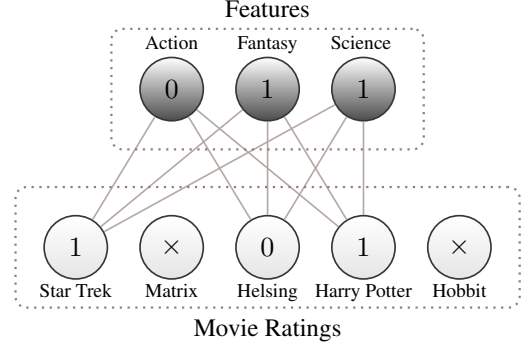 Features
Action Fantasy Science
0 1 1
1 × 0 1 ×
Star Trek Matrix Helsing Harry Potter Hobbit
Movie Ratings